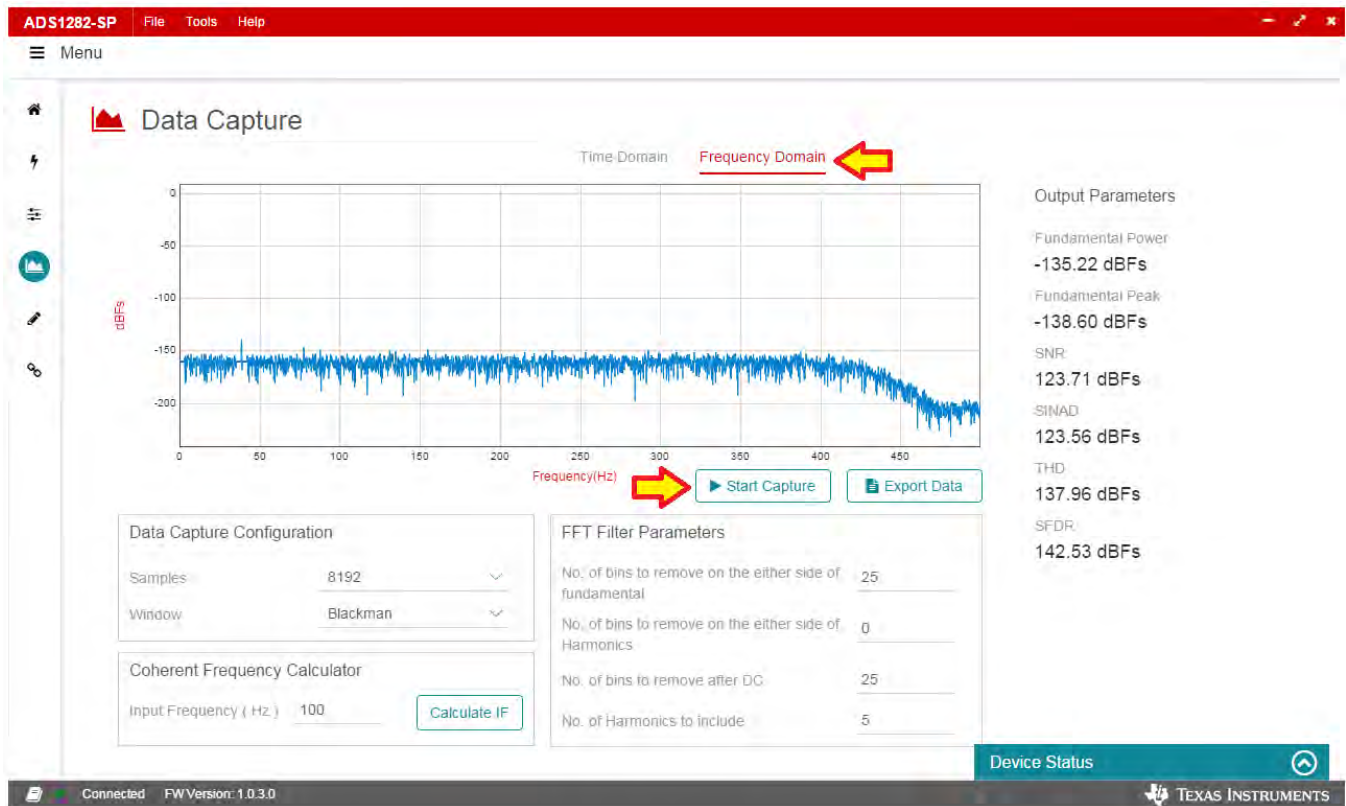 ADS1282-SP File Tools Help
Menu
Data Capture
Time Domain Frequency Domain
0
-50
-100
-150
-200
dBFs
0 50 100 150 200 250 300 350 400 450
Frequency(Hz)
Start Capture Export Data
Output Parameters
Fundamental Power
-135.22 dBFs
Fundamental Peak
-138.60 dBFs
SNR
123.71 dBFs
SINAD
123.56 dBFs
THD
137.96 dBFs
SFDR
142.53 dBFs
Data Capture Configuration
Samples 8192
Window Blackman
Coherent Frequency Calculator
Input Frequency ( Hz ) 100 Calculate IF
FFT Filter Parameters
No. of bins to remove on the either side of
fundamental 25
No. of bins to remove on the either side of
Harmonics 0
No. of bins to remove after DC 25
No. of Harmonics to include 5
Device Status
Connected FW Version: 1.0.3.0
TEXAS INSTRUMENTS